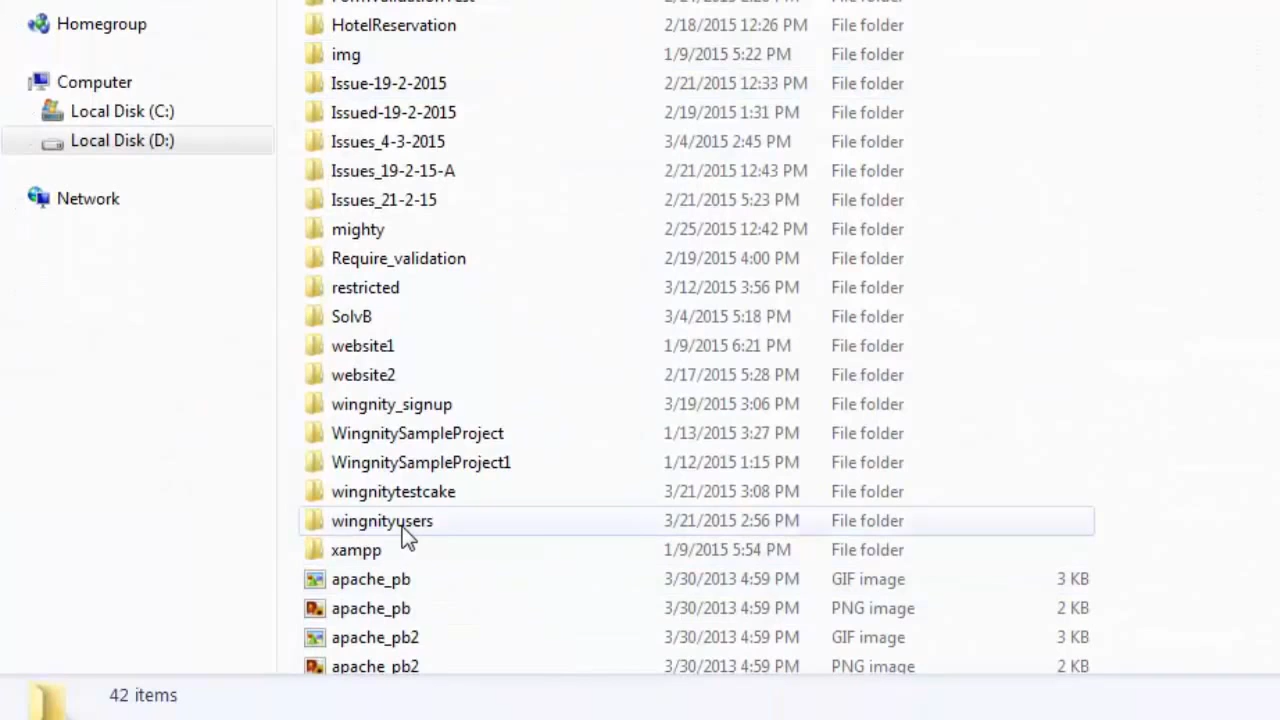 Homegroup
Computer
Local Disk (C:)
Local Disk (D:)
Network
HotelReservation 2/18/2015 12:26 PM File folder
img 1/9/2015 5:22 PM File folder
Issue-19-2-2015 2/21/2015 12:33 PM File folder
Issued-19-2-2015 2/19/2015 1:31 PM File folder
Issues_4-3-2015 3/4/2015 2:45 PM File folder
Issues_19-2-15-A 2/21/2015 12:43 PM File folder
Issues_21-2-15 2/21/2015 5:23 PM File folder
mighty 2/25/2015 12:42 PM File folder
Require_validation 2/19/2015 4:00 PM File folder
restricted 3/12/2015 3:56 PM File folder
SolvB 3/4/2015 5:18 PM File folder
website1 1/9/2015 6:21 PM File folder
website2 2/17/2015 5:28 PM File folder
wingnity_signup 3/19/2015 3:06 PM File folder
WingnitySampleProject 1/13/2015 3:27 PM File folder
WingnitySampleProject1 1/12/2015 1:15 PM File folder
wingnitytestcake 3/21/2015 3:08 PM File folder
wingnityusers 3/21/2015 2:56 PM File folder
xampp 1/9/2015 5:54 PM File folder
apache_pb 3/30/2013 4:59 PM GIF image 3 KB
apache_pb 3/30/2013 4:59 PM PNG image 2 KB
apache_pb2 3/30/2013 4:59 PM GIF image 3 KB
apache_pb2 3/30/2013 4:59 PM PNG image 2 KB
42 items